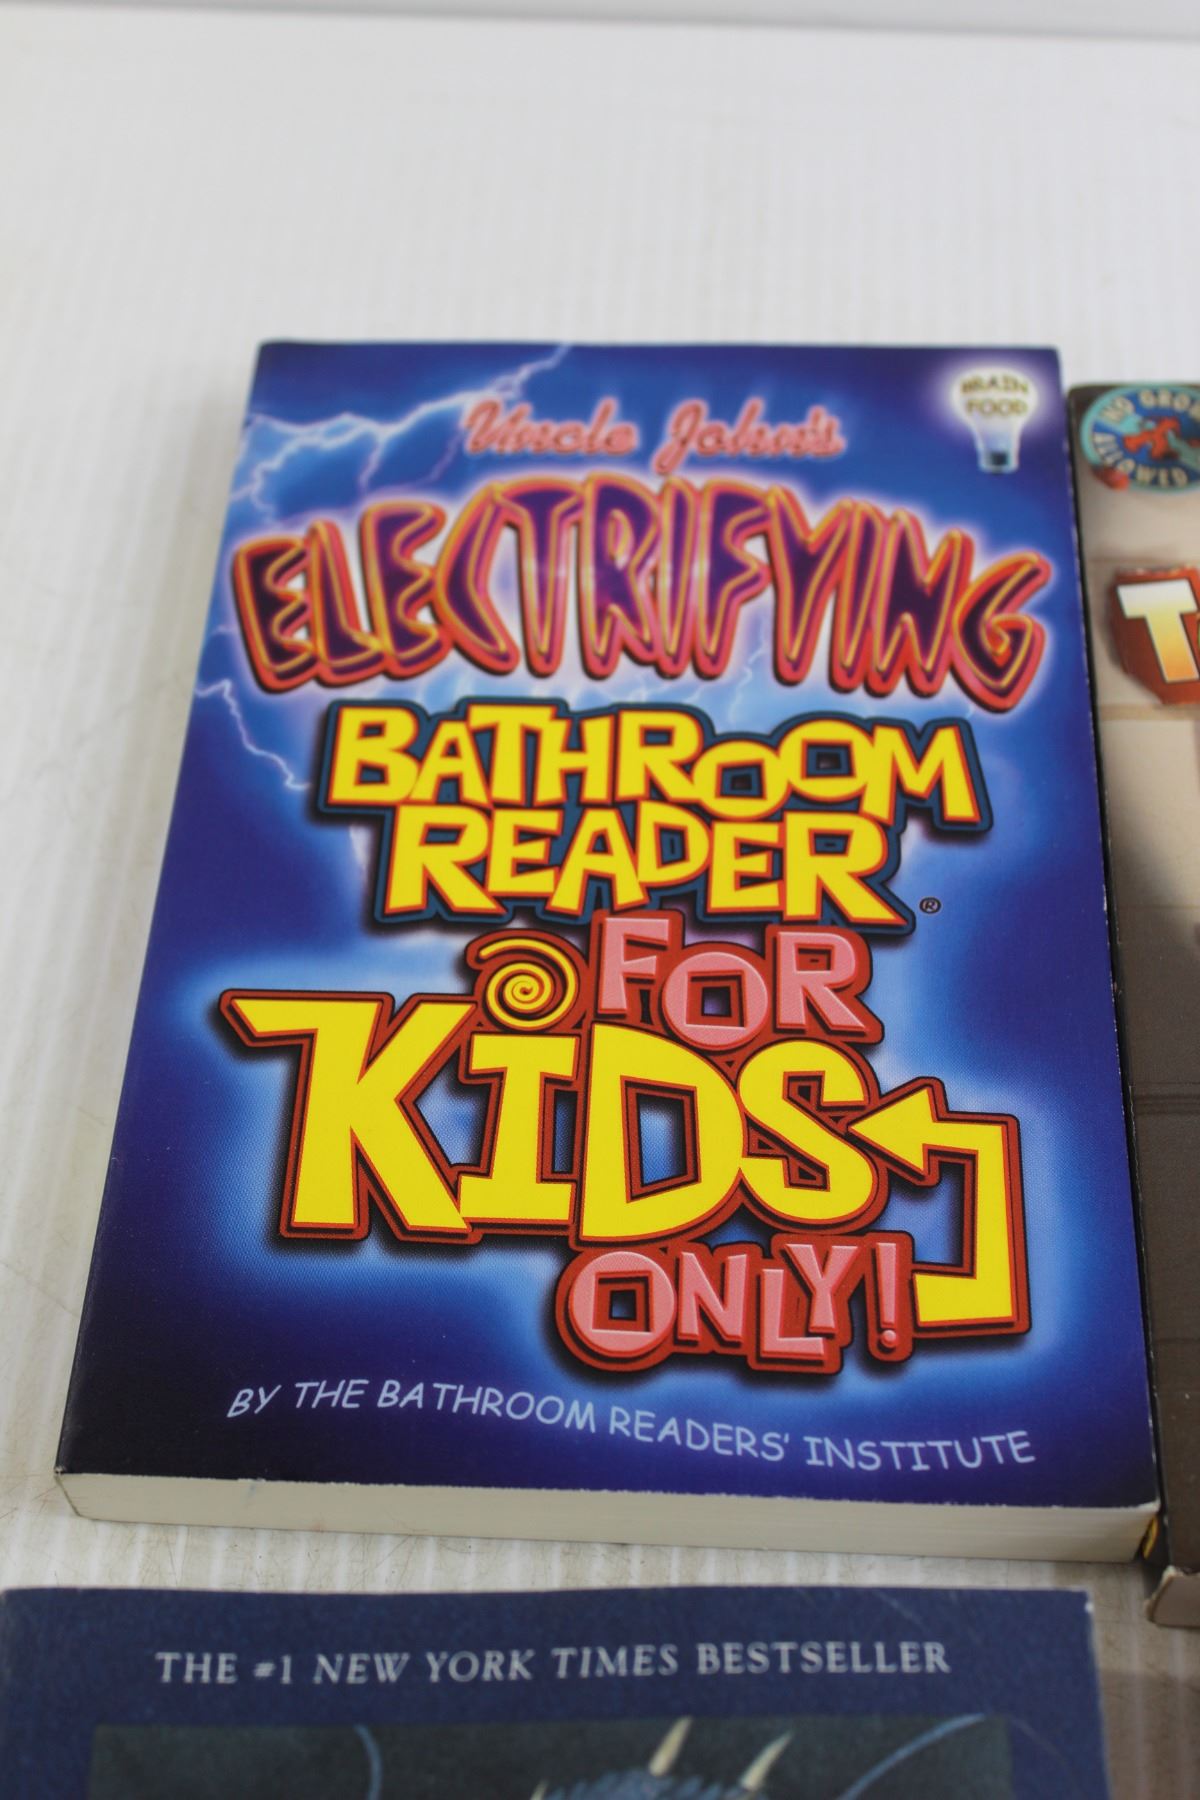 Uncle John's
BRAIN
FOOD
ELECTRIFYING
BATHROOM
READER®
FOR
KIDS
ONLY!
BY THE BATHROOM READERS' INSTITUTE
ALLOWED
THE #1 NEW YORK TIMES BESTSELLER